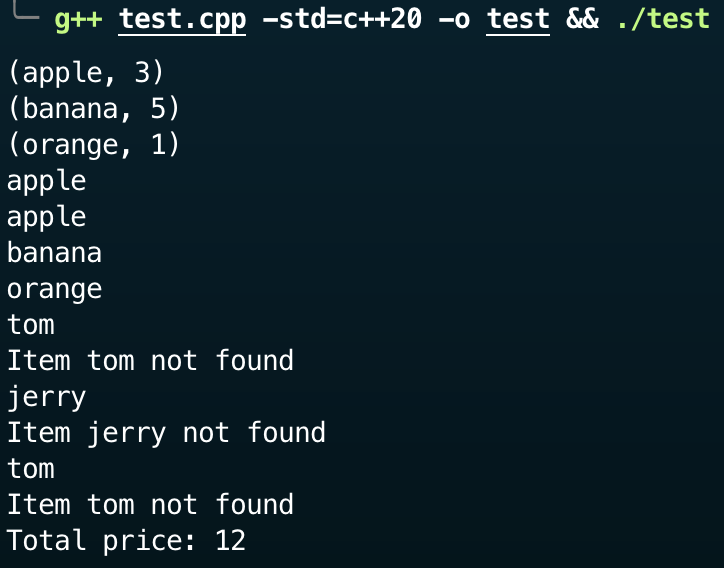 g++ test.cpp -std=c++20 -o test && ./test
(apple, 3)
(banana, 5)
(orange, 1)
apple
apple
banana
orange
tom
Item tom not found
jerry
Item jerry not found
tom
Item tom not found
Total price: 12